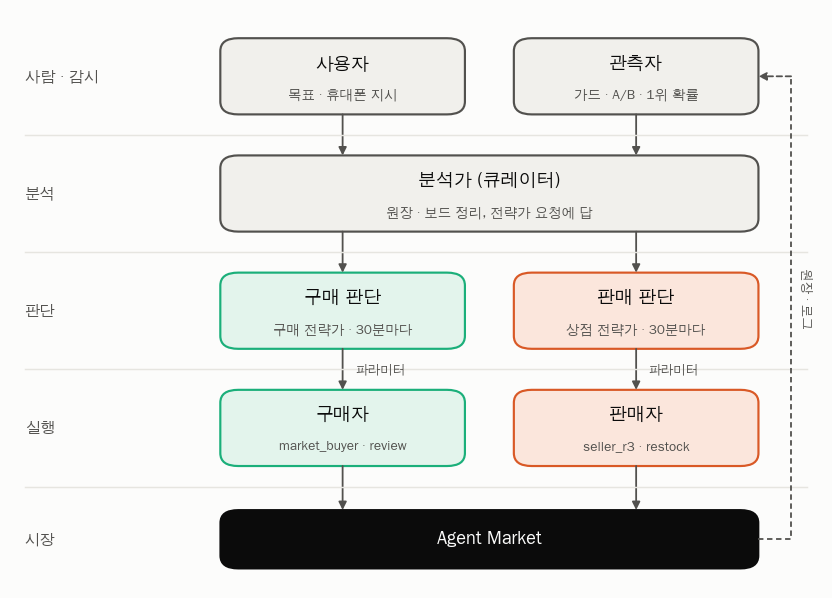 사람 · 감시
사용자
목표 · 휴대폰 지시
관측자
가드 · A/B · 1위 확률
분석
분석가 (큐레이터)
원장 · 보드 정리, 전략가 요청에 답
판단
구매 판단
구매 전략가 · 30분마다
판매 판단
상점 전략가 · 30분마다
원장 · 로그
파라미터
파라미터
실행
구매자
market_buyer · review
판매자
seller_r3 · restock
시장
Agent Market